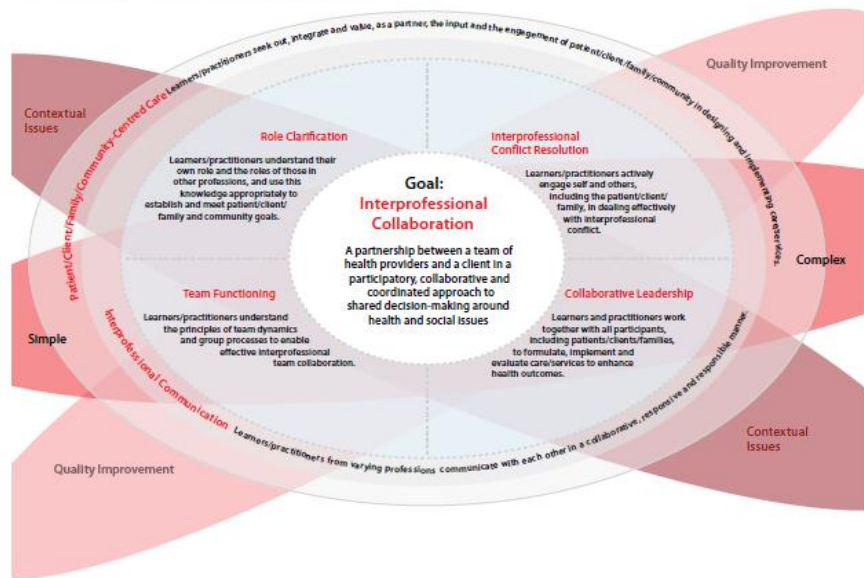 Patient/Client/Family/Community-Centred Care Learners/practitioners seek out, integrate and value, as a partner, the input and the engagement of patient/client/family/community in designing and implementing care/services.
Quality Improvement
Contextual
Issues
Role Clarification
Learners/practitioners understand their
own role and the roles of those in
other professions, and use this
knowledge appropriately to
establish and meet patient/client/
family and community goals.
Interprofessional
Conflict Resolution
Learners/practitioners actively
engage self and others,
including the patient/client/
family, in dealing effectively
with interprofessional
conflict.
Goal:
Interprofessional
Collaboration
A partnership between a team of
health providers and a client in a
participatory, collaborative and
coordinated approach to
shared decision-making around
health and social issues
Complex
Team Functioning
Learners/practitioners understand
the principles of team dynamics
and group processes to enable
effective interprofessional
team collaboration.
Collaborative Leadership
Learners and practitioners work
together with all participants,
including patients/clients/families,
to formulate, implement and
evaluate care/services to enhance
health outcomes.
Simple
Interprofessional Communication Learners/practitioners from varying professions communicate with each other in a collaborative, responsive and responsible manner.
Contextual
Issues
Quality Improvement